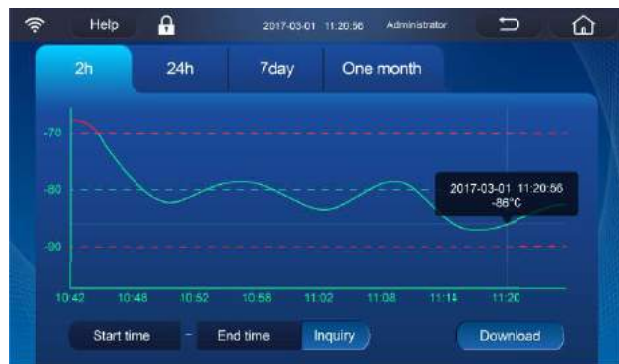 Help 2017-03-01 11:20:56 Administrator
2h 24h 7day One month
-70
-80
2017-03-01 11:20:56
-86°C
-90
10:42 10:48 10:52 10:58 11:02 11:08 11:14 11:20
Start time - End time Inquiry Download